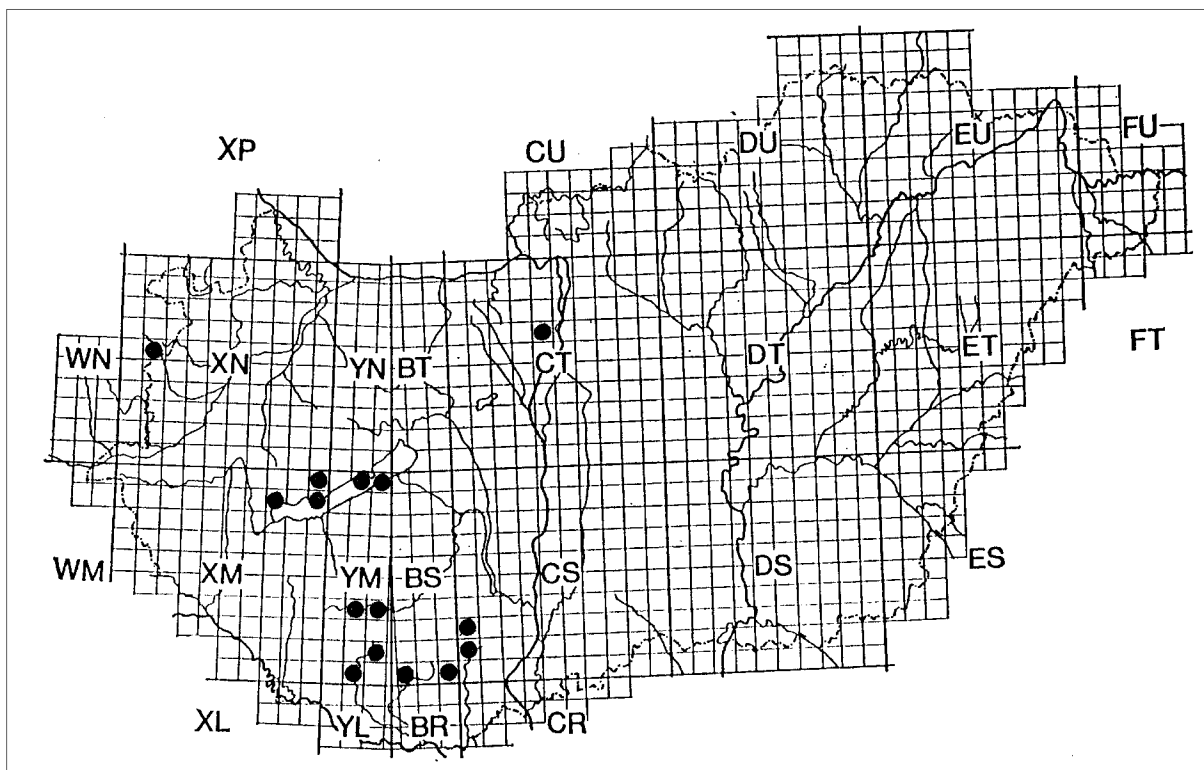 XP CU DU EU FU
WN XN YN BT CT DT ET FT
WM XM YM BS CS DS ES
XL YL BR CR